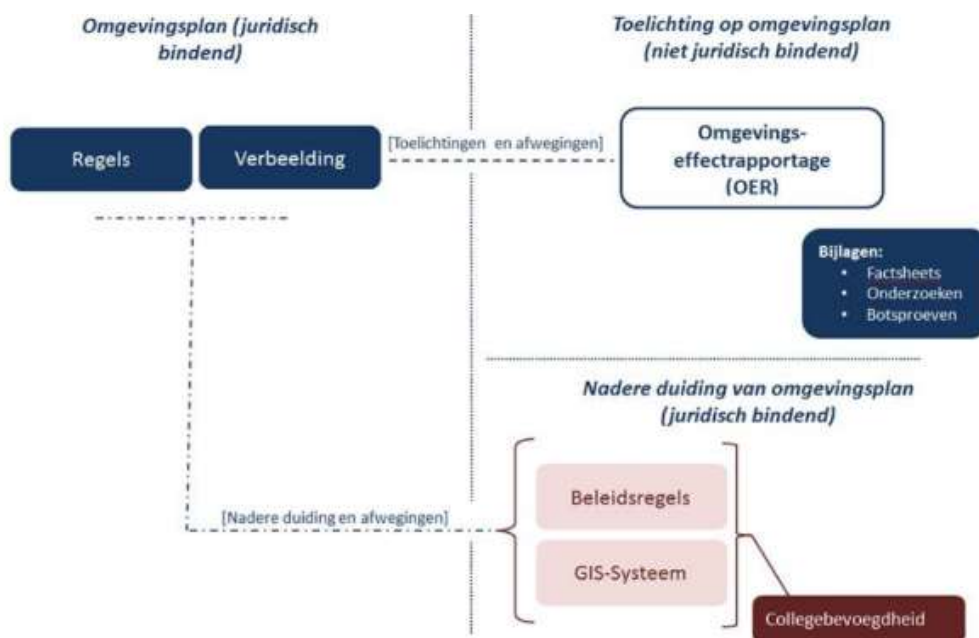 Omgevingsplan (juridisch
bindend)
Toelichting op omgevingsplan
(niet juridisch bindend)
Regels
Verbeelding
[Toelichtingen en afwegingen]
Omgevings-
effectrapportage
(OER)
Bijlagen:
• Factsheets
• Onderzoeken
• Botsproeven
Nadere duiding van omgevingsplan
(juridisch bindend)
[Nadere duiding en afwegingen]
Beleidsregels
GIS-Systeem
Collegebevoegdheid